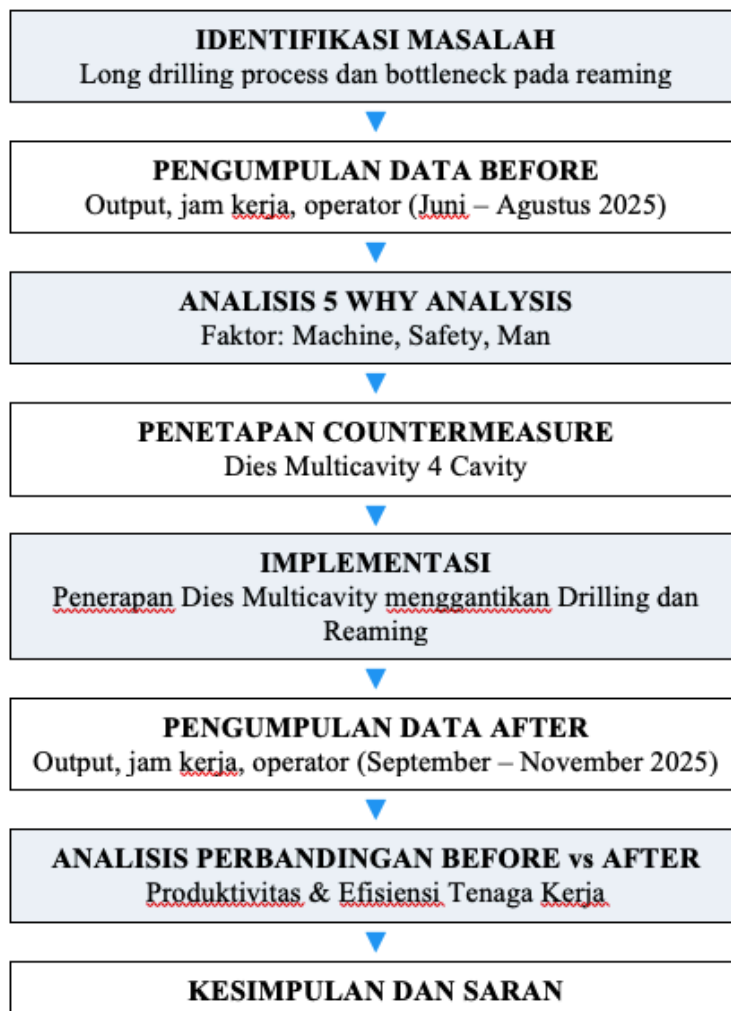 IDENTIFIKASI MASALAH
Long drilling process dan bottleneck pada reaming
PENGUMPULAN DATA BEFORE
Output, jam kerja, operator (Juni – Agustus 2025)
ANALISIS 5 WHY ANALYSIS
Faktor: Machine, Safety, Man
PENETAPAN COUNTERMEASURE
Dies Multicavity 4 Cavity
IMPLEMENTASI
Penerapan Dies Multicavity menggantikan Drilling dan
Reaming
PENGUMPULAN DATA AFTER
Output, jam kerja, operator (September – November 2025)
ANALISIS PERBANDINGAN BEFORE vs AFTER
Produktivitas & Efisiensi Tenaga Kerja
KESIMPULAN DAN SARAN